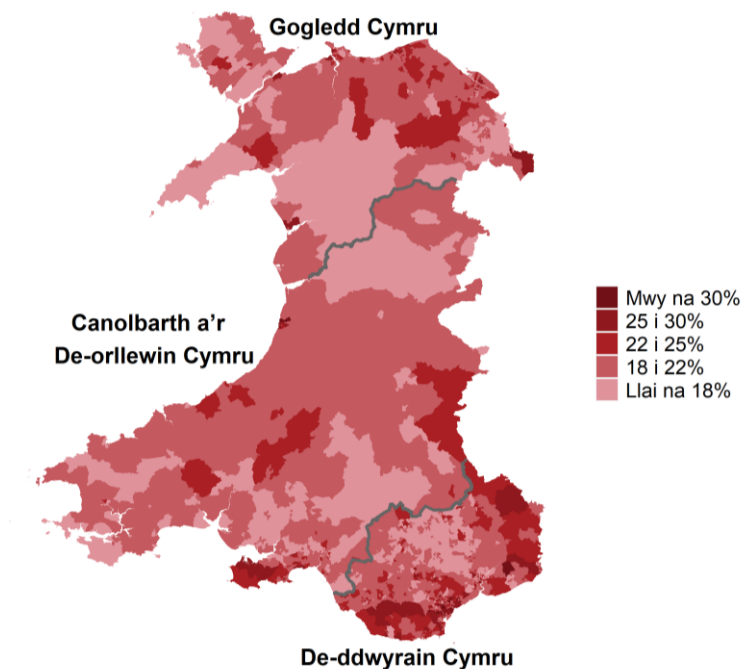 Gogledd Cymru
Canolbarth a’r
De-orllewin Cymru
Mwy na 30%
25 i 30%
22 i 25%
18 i 22%
Llai na 18%
De-ddwyrain Cymru